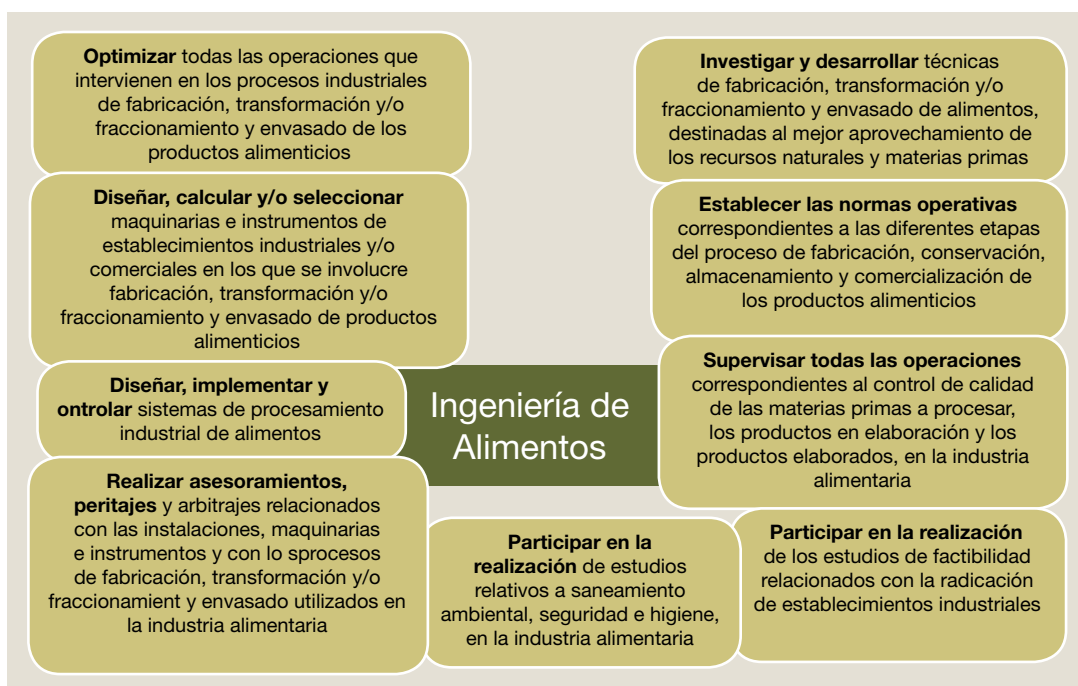 Optimizar todas las operaciones que
intervienen en los procesos industriales
de fabricación, transformación y/o
fraccionamiento y envasado de los
productos alimenticios
Diseñar, calcular y/o seleccionar
maquinarias e instrumentos de
establecimientos industriales y/o
comerciales en los que se involucre
fabricación, transformación y/o
fraccionamiento y envasado de productos
alimenticios
Diseñar, implementar y
ontrolar sistemas de procesamiento
industrial de alimentos
Realizar asesoramientos,
peritajes y arbitrajes relacionados
con las instalaciones, maquinarias
e instrumentos y con lo sprocesos
de fabricación, transformación y/o
fraccionamient y envasado utilizados en
la industria alimentaria
Ingeniería de
Alimentos
Participar en la
realización de estudios
relativos a saneamiento
ambiental, seguridad e higiene,
en la industria alimentaria
Investigar y desarrollar técnicas
de fabricación, transformación y/o
fraccionamiento y envasado de alimentos,
destinadas al mejor aprovechamiento de
los recursos naturales y materias primas
Establecer las normas operativas
correspondientes a las diferentes etapas
del proceso de fabricación, conservación,
almacenamiento y comercialización de
los productos alimenticios
Supervisar todas las operaciones
correspondientes al control de calidad
de las materias primas a procesar,
los productos en elaboración y los
productos elaborados, en la industria
alimentaria
Participar en la realización
de los estudios de factibilidad
relacionados con la radicación
de establecimientos industriales